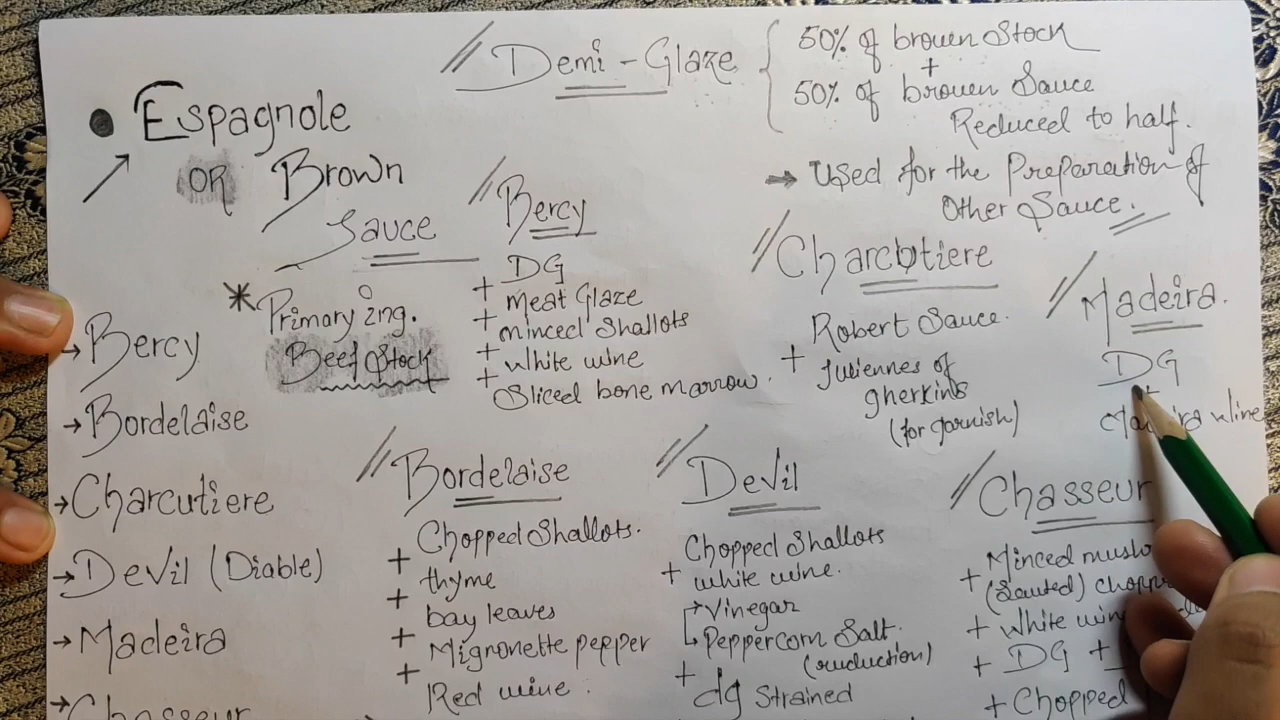 Demi-Glaze
50% of brown Stock
+
50% of brown Sauce
Reduced to half.
Used for the Preparation of
Other Sauce.
Espagnole
OR Brown
Sauce
* Primary ing.
Beef Stock
→ Bercy
→ Bordelaise
→ Charcutiere
→ Devil (Diable)
→ Madeira
→ Chasseur
Bercy
DG
+ Meat Glaze
+ minced Shallots
+ white wine
+ Sliced bone marrow.
Charcutiere
Robert Sauce.
+ Juliennes of
gherkins
(for garnish)
Madeira.
DG
+
wine
Bordelaise
Chopped Shallots.
+ thyme
+ bay leaves
+ Mignonette pepper
+ Red wine.
Devil
Chopped Shallots
+ white wine.
→ Vinegar
→ Peppercorn Salt.
(ruduction)
+ dg Strained
Chasseur
Minced
+ (Sauted)
+ White
+ DG +
+ Chopped